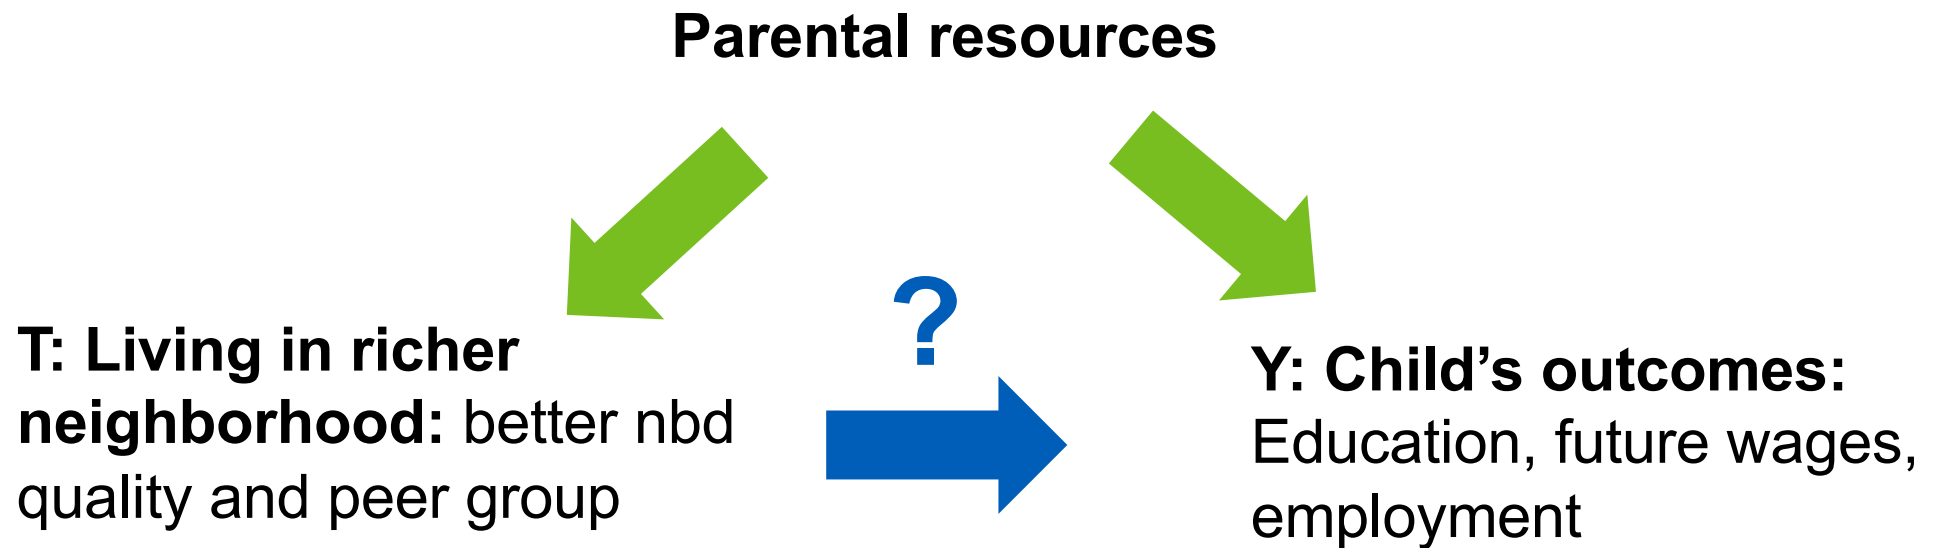 Parental resources
?
T: Living in richer
neighborhood: better nbd
quality and peer group
Y: Child’s outcomes:
Education, future wages,
employment